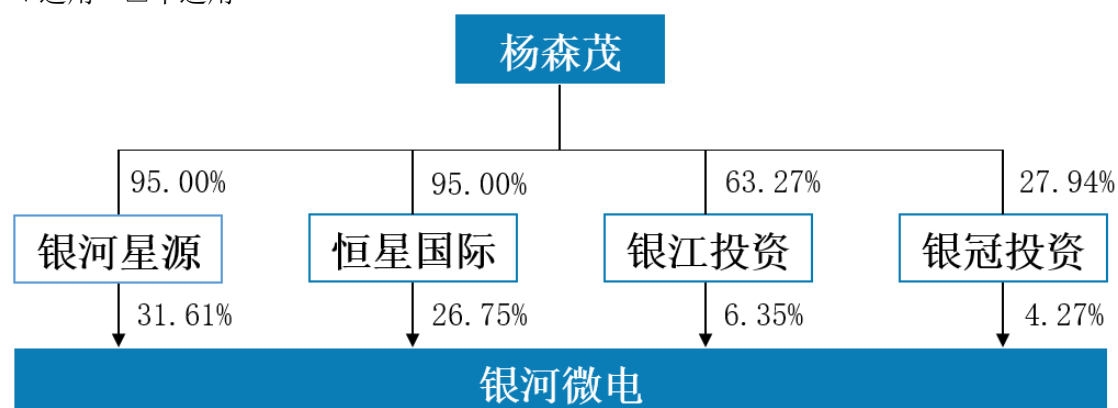 杨森茂
95.00% 95.00% 63.27% 27.94%
银河星源 恒星国际 银江投资 银冠投资
31.61% 26.75% 6.35% 4.27%
银河微电